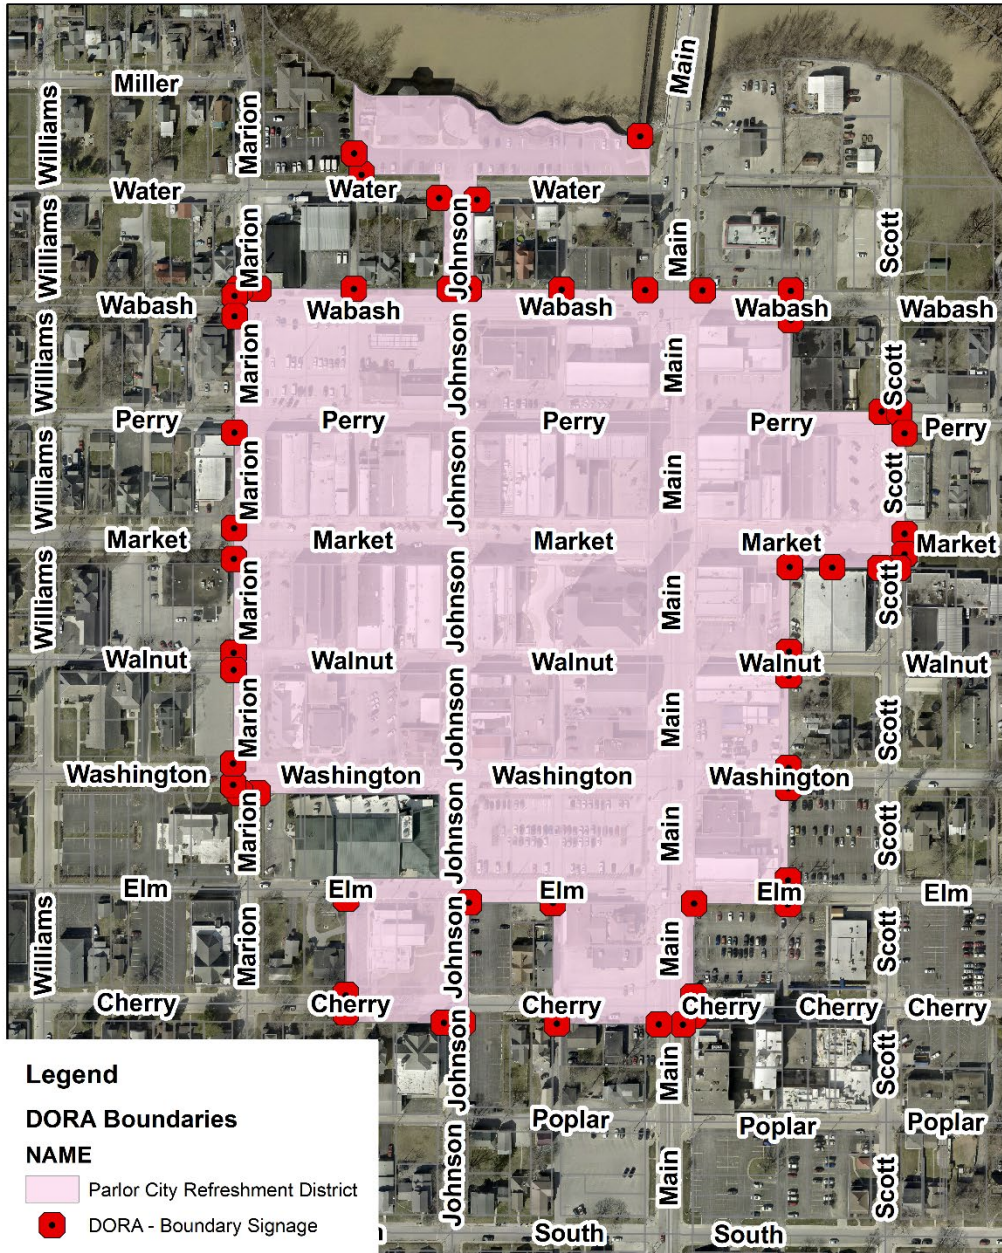 Main
Miller
Williams
Marion
Water
Water
Water
Johnson
Scott
Williams
Marion
Main
Wabash
Wabash
Wabash
Wabash
Wabash
Williams
Marion
Johnson
Main
Scott
Perry
Perry
Perry
Perry
Perry
Williams
Marion
Johnson
Main
Scott
Market
Market
Market
Market
Market
Williams
Marion
Johnson
Main
Scott
Walnut
Walnut
Walnut
Walnut
Walnut
Marion
Johnson
Main
Scott
Washington
Washington
Washington
Washington
Marion
Johnson
Main
Scott
Elm
Elm
Elm
Elm
Elm
Williams
Marion
Johnson
Main
Scott
Cherry
Cherry
Cherry
Cherry
Cherry
Cherry
Johnson
Main
Scott
Legend
DORA Boundaries
NAME
Parlor City Refreshment District
DORA - Boundary Signage
Poplar
Poplar
Poplar
Johnson
Main
Scott
South
South